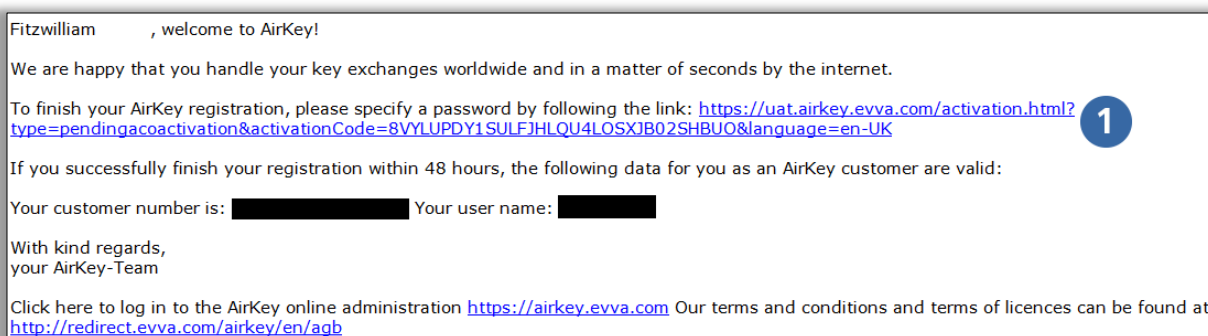 Fitzwilliam , welcome to AirKey!
We are happy that you handle your key exchanges worldwide and in a matter of seconds by the internet.
To finish your AirKey registration, please specify a password by following the link: https://uat.airkey.evva.com/activation.html?
type=pendingacoactivation&activationCode=8VYLUPDY1SULFJHLQU4LOSXJB02SHBUO&language=en-UK
1
If you successfully finish your registration within 48 hours, the following data for you as an AirKey customer are valid:
Your customer number is: Your user name:
With kind regards,
your AirKey-Team
Click here to log in to the AirKey online administration https://airkey.evva.com Our terms and conditions and terms of licences can be found at
http://redirect.evva.com/airkey/en/agb